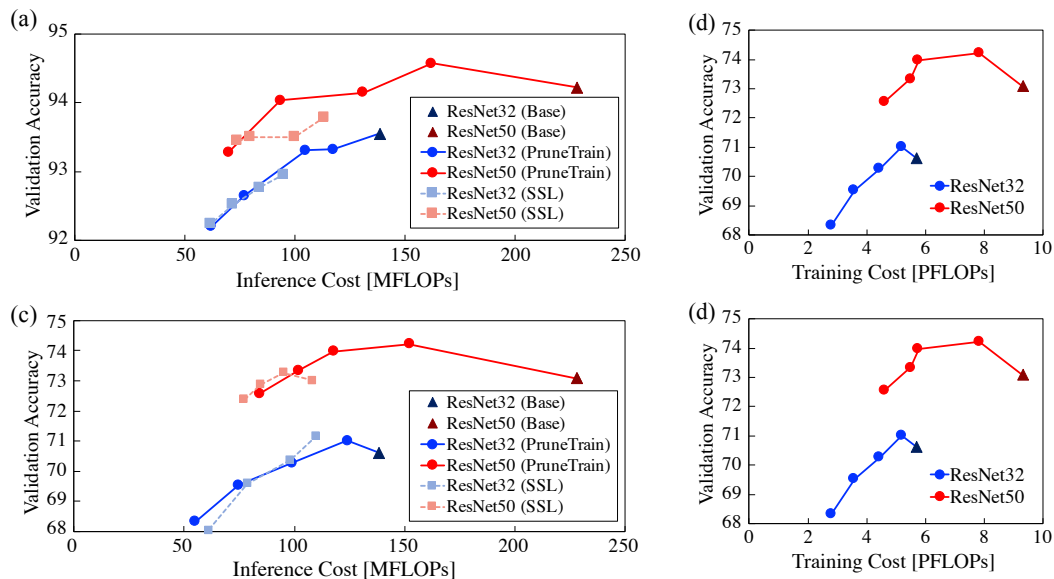 (a)
95
94
93
92
Validation Accuracy
0
50
100
150
200
250
Inference Cost [MFLOPs]
ResNet32 (Base)
ResNet50 (Base)
ResNet32 (PruneTrain)
ResNet50 (PruneTrain)
ResNet32 (SSL)
ResNet50 (SSL)
(d)
75
74
73
72
71
70
69
68
Validation Accuracy
0
2
4
6
8
10
Training Cost [PFLOPs]
ResNet32
ResNet50
(c)
75
74
73
72
71
70
69
68
Validation Accuracy
0
50
100
150
200
250
Inference Cost [MFLOPs]
ResNet32 (Base)
ResNet50 (Base)
ResNet32 (PruneTrain)
ResNet50 (PruneTrain)
ResNet32 (SSL)
ResNet50 (SSL)
(d)
75
74
73
72
71
70
69
68
Validation Accuracy
0
2
4
6
8
10
Training Cost [PFLOPs]
ResNet32
ResNet50